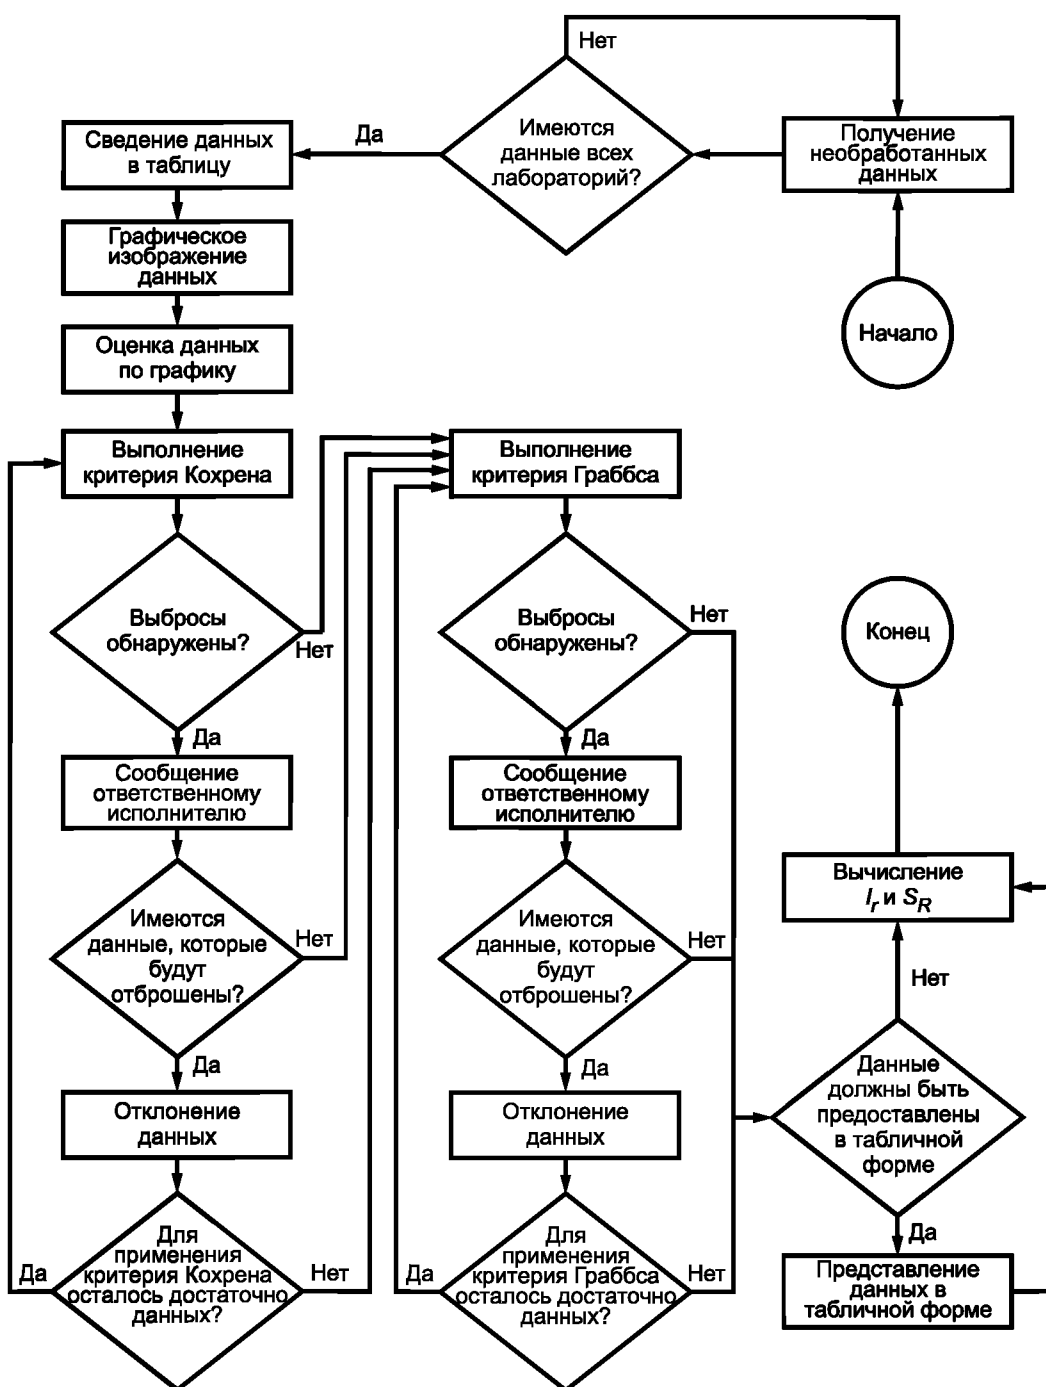 Нет
Имеются
данные всех
лабораторий?
Да
Получение
необработанных
данных
Начало
Сведение данных
в таблицу
Графическое
изображение
данных
Оценка данных
по графику
Выполнение
критерия Кохрена
Выбросы
обнаружены?
Нет
Да
Сообщение
ответственному
исполнителю
Имеются
данные, которые
будут
отброшены?
Нет
Да
Отклонение
данных
Для
применения
критерия Кохрена
осталось достаточно
данных?
Да
Нет
Выполнение
критерия Граббса
Выбросы
обнаружены?
Нет
Да
Сообщение
ответственному
исполнителю
Имеются
данные, которые
будут
отброшены?
Нет
Да
Отклонение
данных
Для
применения
критерия Граббса
осталось достаточно
данных?
Да
Нет
Данные
должны быть
предоставлены
в табличной
форме
Нет
Да
Представление
данных в
табличной форме
Вычисление
I_r и S_R
Конец